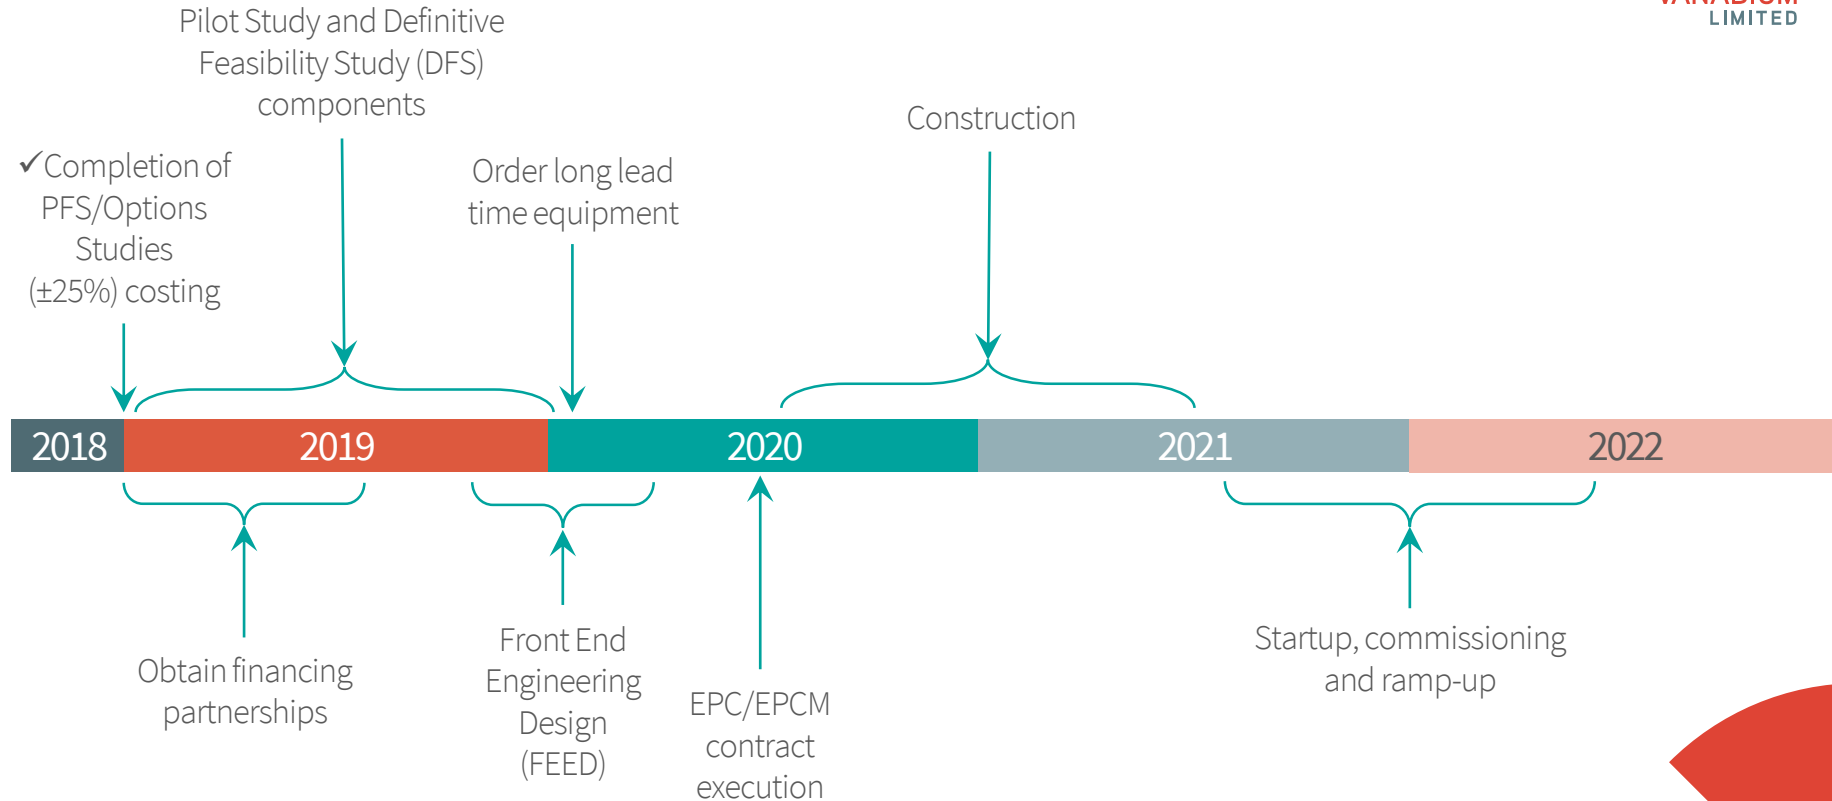 VANADIUM
LIMITED
Pilot Study and Definitive
Feasibility Study (DFS)
components
✓Completion of
PFS/Options
Studies
(±25%) costing
Order long lead
time equipment
Construction
2018
2019
2020
2021
2022
Obtain financing
partnerships
Front End
Engineering
Design
(FEED)
EPC/EPCM
contract
execution
Startup, commissioning
and ramp-up